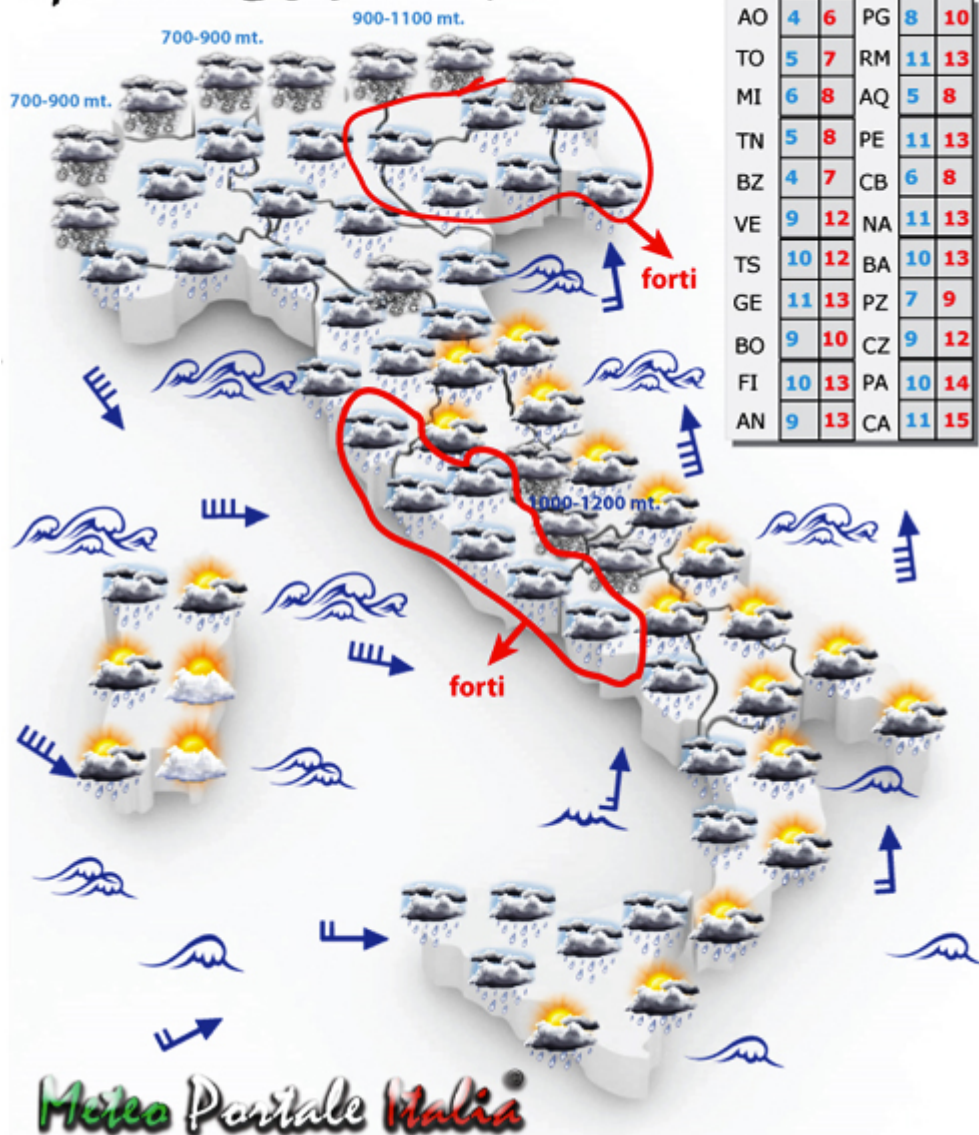 900-1100 mt.
700-900 mt.
700-900 mt.
AO 4 6 PG 8 10
TO 5 7 RM 11 13
MI 6 8 AQ 5 8
TN 5 8 PE 11 13
BZ 4 7 CB 6 8
VE 9 12 NA 11 13
TS 10 12 BA 10 13
GE 11 13 PZ 7 9
BO 9 10 CZ 9 12
FI 10 13 PA 10 14
AN 9 13 CA 11 15
forti
1000-1200 mt.
forti
Meteo Portale Italia